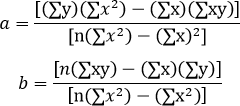 a = [(∑y)(∑x²) − (∑x)(∑xy)] / [n(∑x²) − (∑x)²]
b = [n(∑xy) − (∑x)(∑y)] / [n(∑x²) − (∑x²)]